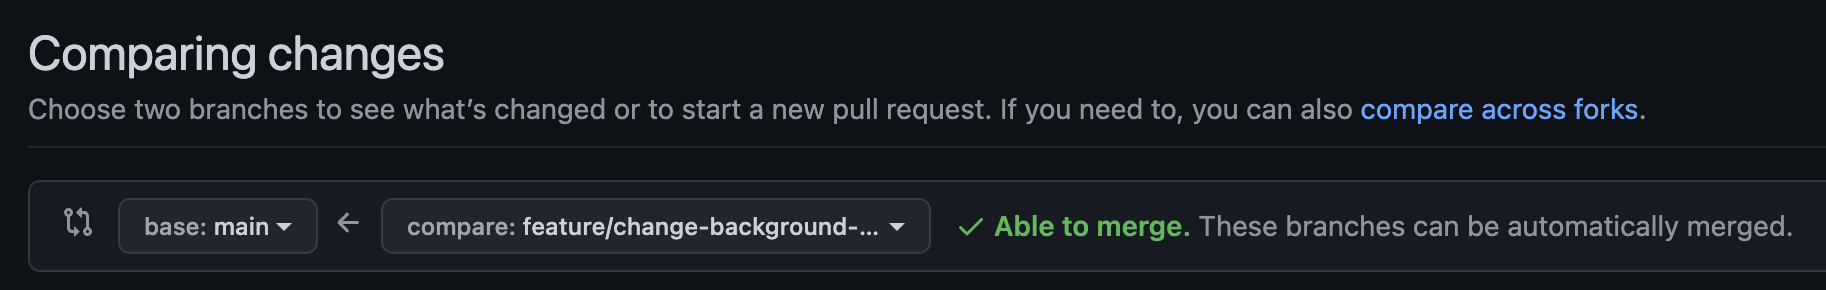 Comparing changes
Choose two branches to see what's changed or to start a new pull request. If you need to, you can also compare across forks.
base: main compare: feature/change-background-... Able to merge. These branches can be automatically merged.